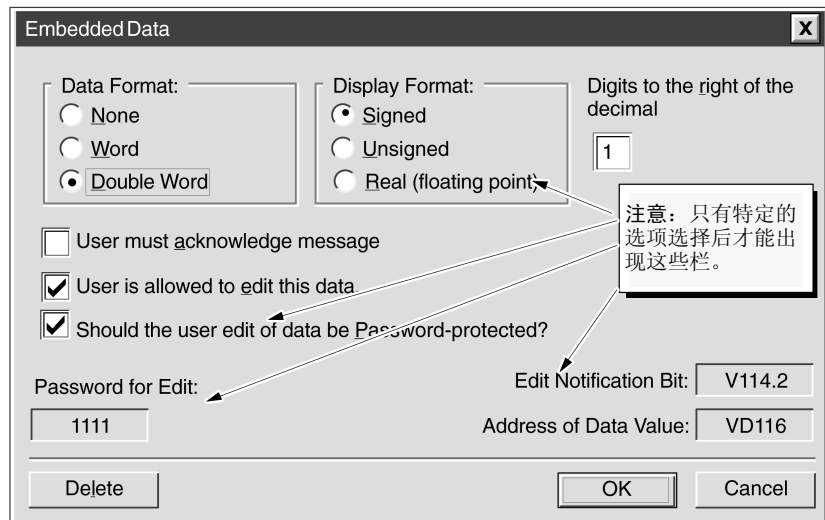 Embedded Data
X
Data Format:
None
Word
Double Word
Display Format:
Signed
Unsigned
Real (floating point)
Digits to the right of the
decimal
1
注意：只有特定的
选项选择后才能出
现这些栏。
User must acknowledge message
User is allowed to edit this data.
Should the user edit of data be Password-protected?
Password for Edit:
1111
Edit Notification Bit:
V114.2
Address of Data Value:
VD116
Delete
OK
Cancel